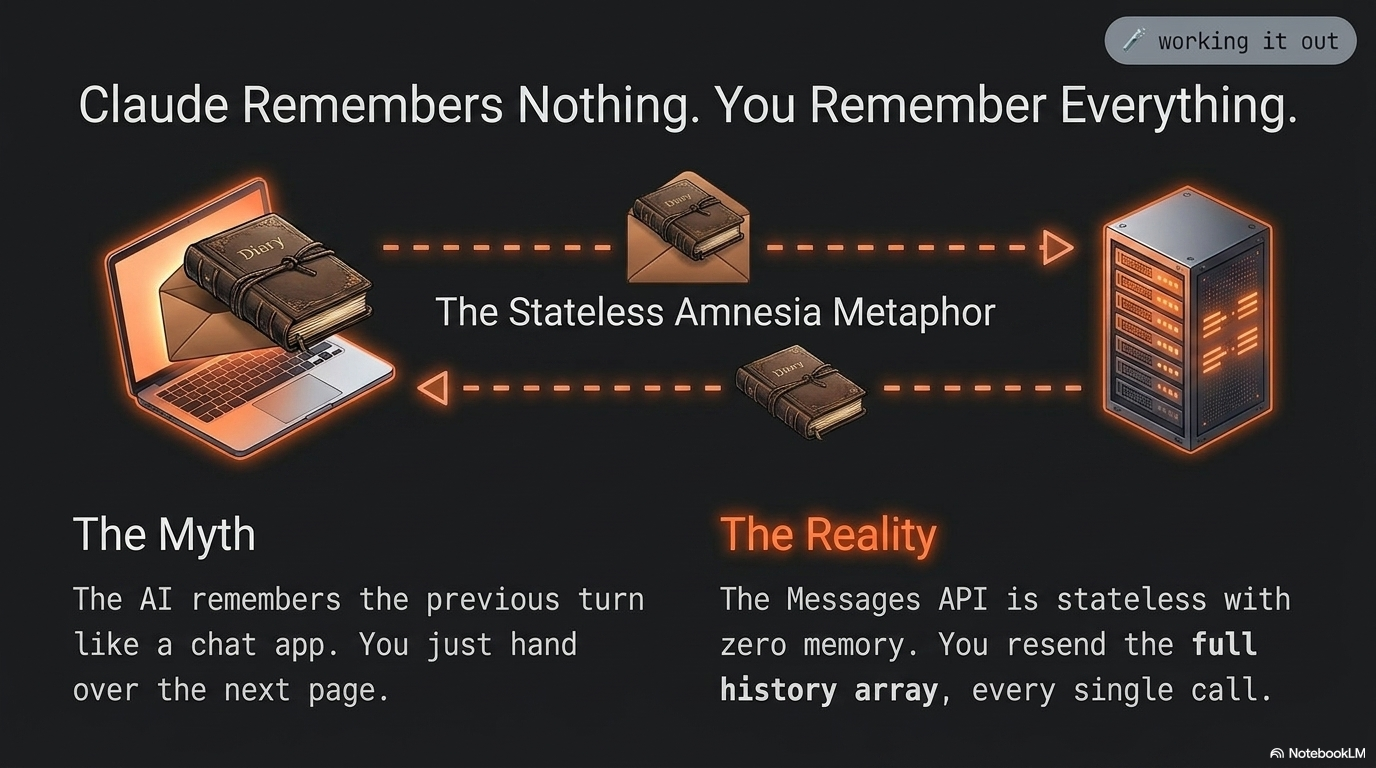 working it out
Claude Remembers Nothing. You Remember Everything.
Diary
Diary
The Stateless Amnesia Metaphor
Diary
The Myth
The AI remembers the previous turn
like a chat app. You just hand
over the next page.
The Reality
The Messages API is stateless with
zero memory. You resend the full
history array, every single call.
NotebookLM